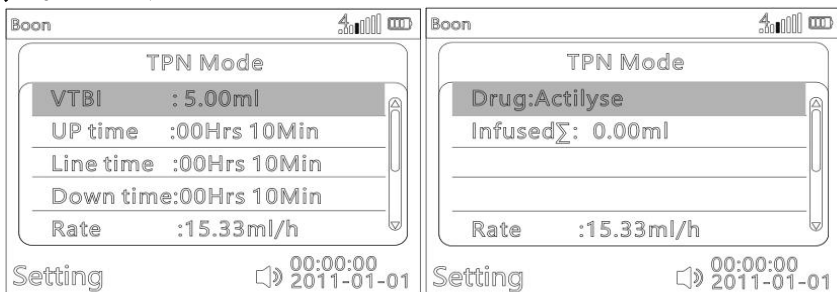 Boon
4
TPN Mode
VTBI : 5.00ml
UP time :00Hrs 10Min
Line time :00Hrs 10Min
Down time:00Hrs 10Min
Rate :15.33ml/h
Setting
00:00:00
2011-01-01
Boon
4
TPN Mode
Drug:Actilyse
Infused∑: 0.00ml
Rate :15.33ml/h
Setting
00:00:00
2011-01-01